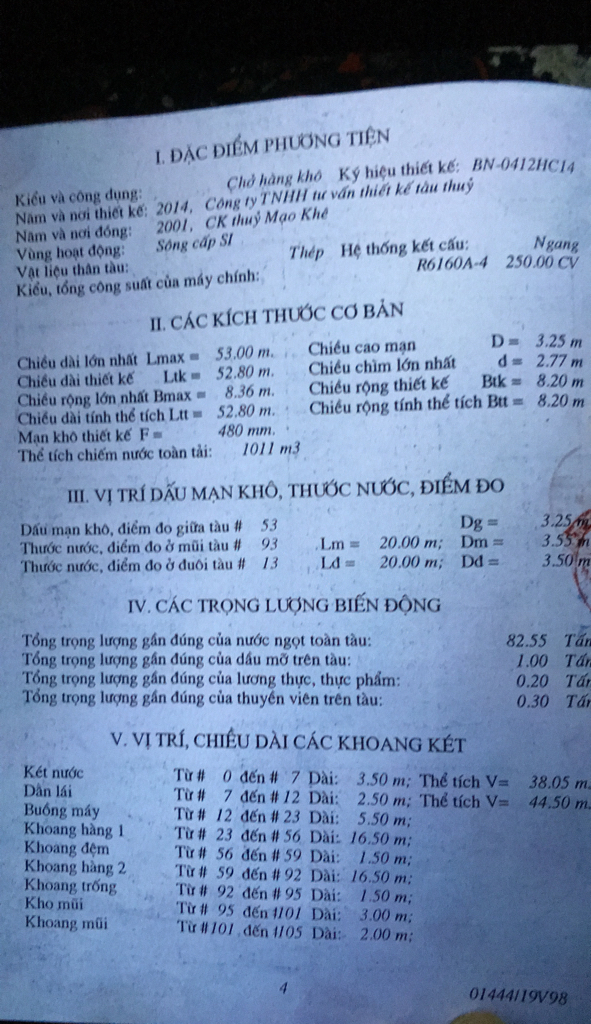 I. ĐẶC ĐIỂM PHƯƠNG TIỆN
Kiểu và công dụng: Chở hàng khô Ký hiệu thiết kế: BN-0412HC14
Năm và nơi thiết kế: 2014, Công ty TNHH tư vấn thiết kế tàu thuỷ
Năm và nơi đóng: 2001, CK thuỷ Mạo Khê
Vùng hoạt động: Sông cấp SI
Vật liệu thân tàu: Thép Hệ thống kết cấu: Ngang
Kiểu, tổng công suất của máy chính: R6160A-4 250.00 CV
II. CÁC KÍCH THƯỚC CƠ BẢN
Chiều dài lớn nhất Lmax = 53.00 m. Chiều cao mạn D = 3.25 m
Chiều dài thiết kế Ltk = 52.80 m. Chiều chìm lớn nhất d = 2.77 m
Chiều rộng lớn nhất Bmax = 8.36 m. Chiều rộng thiết kế Btk = 8.20 m
Chiều dài tính thể tích Ltt = 52.80 m. Chiều rộng tính thể tích Btt = 8.20 m
Mạn khô thiết kế F = 480 mm.
Thể tích chiếm nước toàn tải: 1011 m3
III. VỊ TRÍ DẤU MẠN KHÔ, THƯỚC NƯỚC, ĐIỂM ĐO
Dấu mạn khô, điểm đo giữa tàu # 53 Dg = 3.25 m
Thước nước, điểm đo ở mũi tàu # 93 Lm = 20.00 m; Dm = 3.55 m
Thước nước, điểm đo ở đuôi tàu # 13 Ld = 20.00 m; Dd = 3.50 m
IV. CÁC TRỌNG LƯỢNG BIẾN ĐỘNG
Tổng trọng lượng gần đúng của nước ngọt toàn tàu: 82.55 Tấn
Tổng trọng lượng gần đúng của dầu mỡ trên tàu: 1.00 Tấn
Tổng trọng lượng gần đúng của lương thực, thực phẩm: 0.20 Tấn
Tổng trọng lượng gần đúng của thuyền viên trên tàu: 0.30 Tấn
V. VỊ TRÍ, CHIỀU DÀI CÁC KHOANG KÉT
Két nước Từ # 0 đến # 7 Dài: 3.50 m; Thể tích V= 38.05 m
Dằn lái Từ # 7 đến # 12 Dài: 2.50 m; Thể tích V= 44.50 m
Buồng máy Từ # 12 đến # 23 Dài: 5.50 m;
Khoang hàng 1 Từ # 23 đến # 56 Dài: 16.50 m;
Khoang đệm Từ # 56 đến # 59 Dài: 1.50 m;
Khoang hàng 2 Từ # 59 đến # 92 Dài: 16.50 m;
Khoang trống Từ # 92 đến # 95 Dài: 1.50 m;
Kho mũi Từ # 95 đến #101 Dài: 3.00 m;
Khoang mũi Từ #101 đến #105 Dài: 2.00 m;
4
01444/19V98